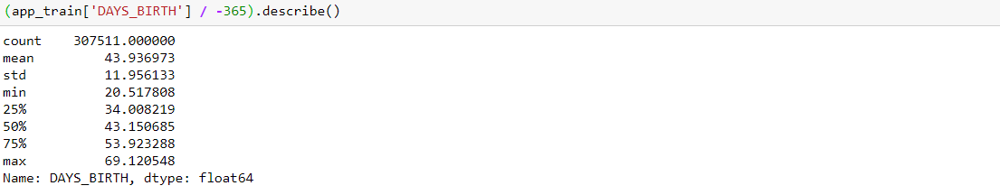 (app_train['DAYS_BIRTH'] / -365).describe()
count    307511.000000
mean         43.936973
std          11.956133
min          20.517808
25%          34.008219
50%          43.150685
75%          53.923288
max          69.120548
Name: DAYS_BIRTH, dtype: float64